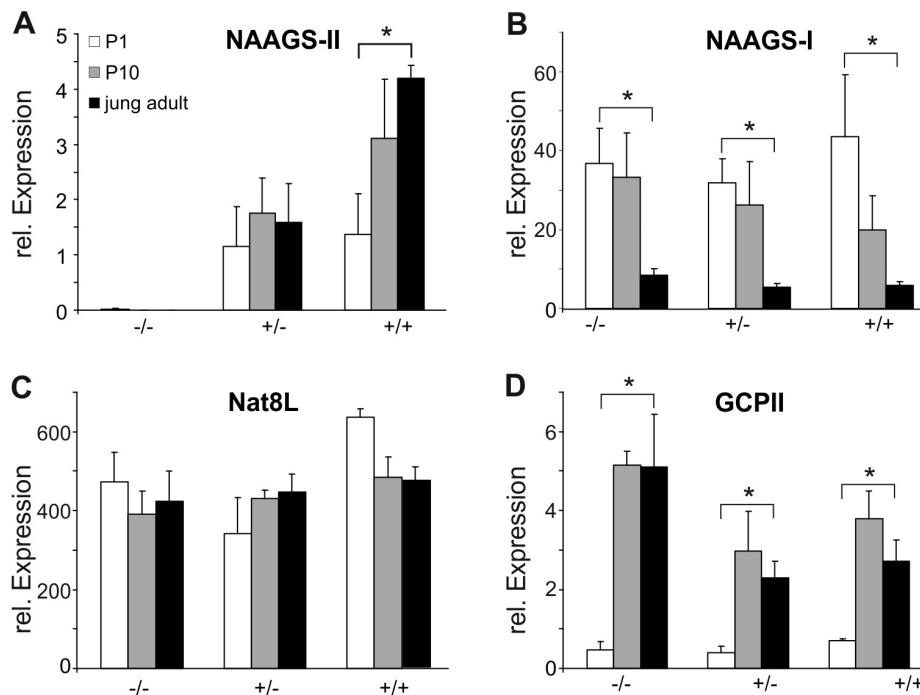 A
NAAGS-II
rel. Expression
5
4
3
2
1
0
P1
P10
jung adult
*
-/-
+/-
+/+
B
NAAGS-I
rel. Expression
60
40
20
0
*
*
*
-/-
+/-
+/+
C
Nat8L
rel. Expression
600
400
200
0
-/-
+/-
+/+
D
GCPII
rel. Expression
6
4
2
0
*
*
*
-/-
+/-
+/+